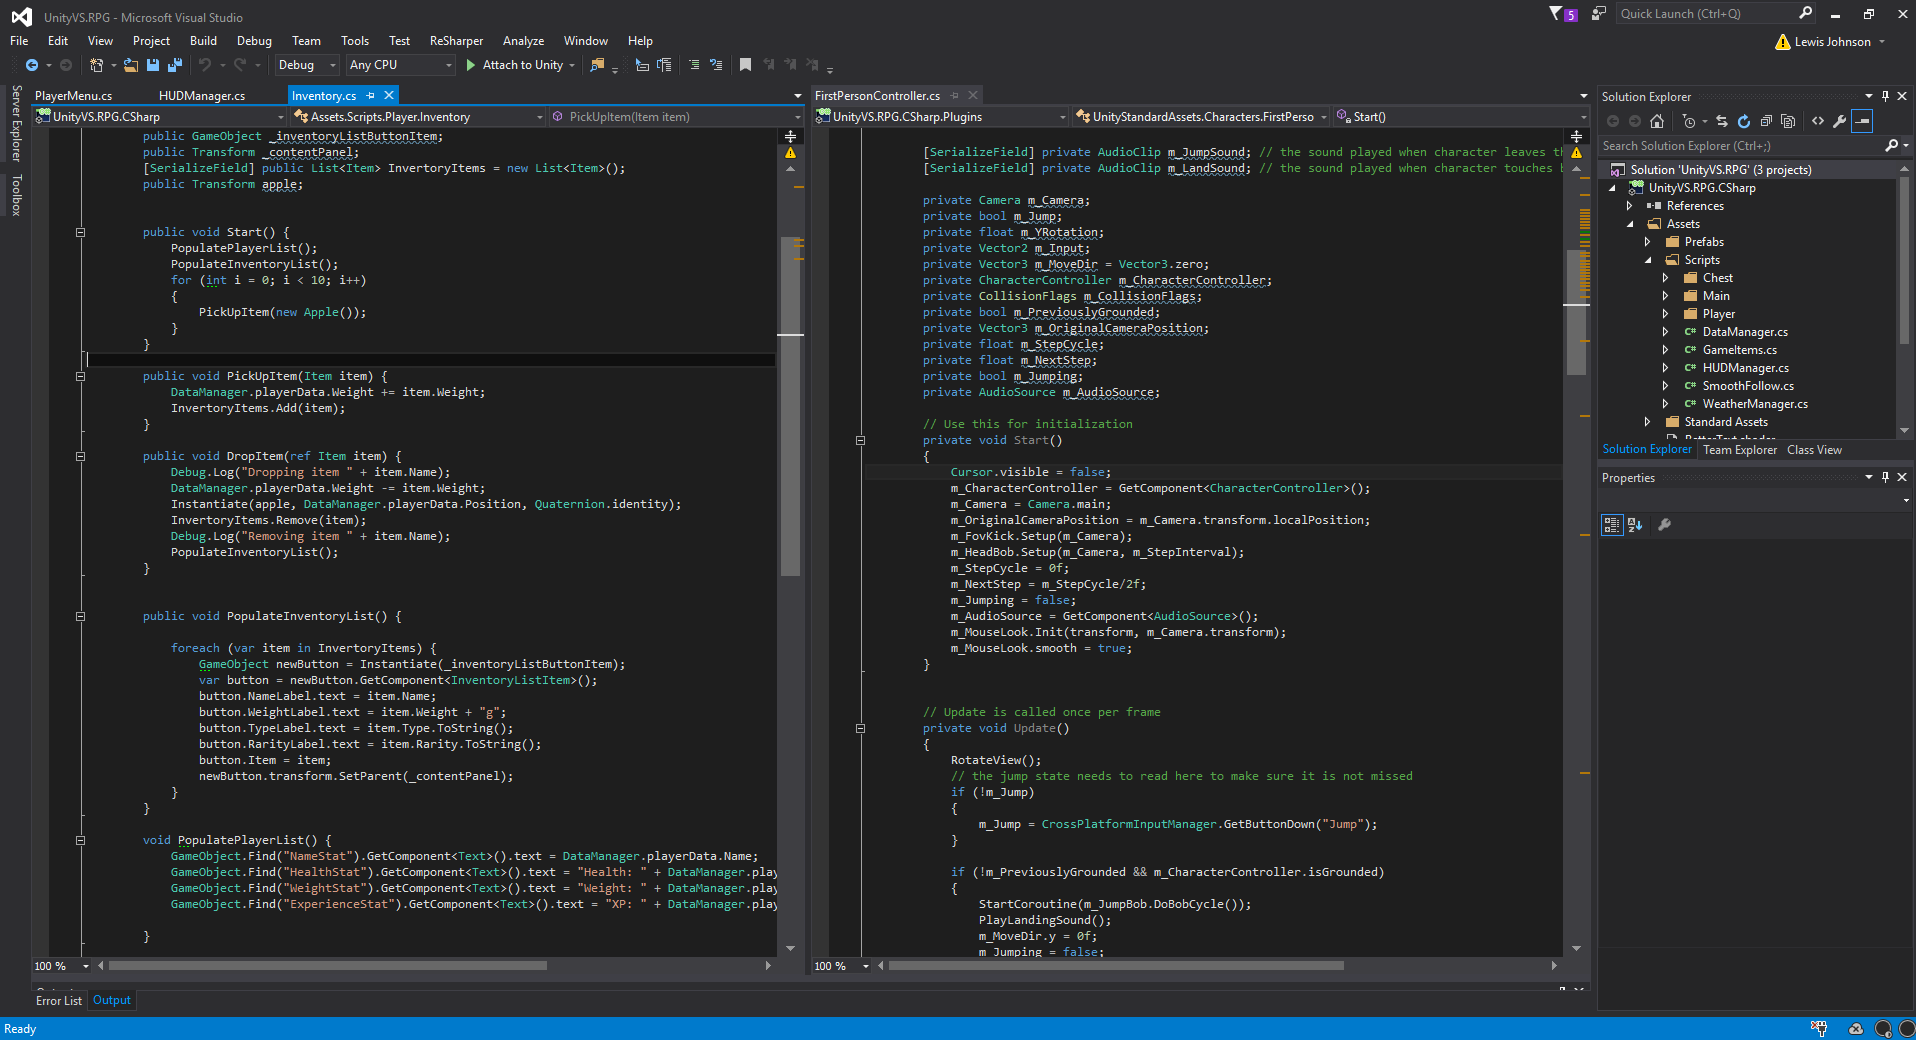 UnityVS.RPG - Microsoft Visual Studio
5
Quick Launch (Ctrl+Q)
File Edit View Project Build Debug Team Tools Test ReSharper Analyze Window Help
Lewis Johnson
Debug Any CPU Attach to Unity
Server Explorer
Toolbox
PlayerMenu.cs HUDManager.cs Inventory.cs
UnityVS.RPG.CSharp Assets.Scripts.Player.Inventory PickUpItem(Item item)
public GameObject _inventoryListButtonItem;
public Transform _contentPanel;
[SerializeField] public List<Item> InvertoryItems = new List<Item>();
public Transform apple;
public void Start() {
PopulatePlayerList();
PopulateInventoryList();
for (int i = 0; i < 10; i++)
{
PickUpItem(new Apple());
}
}
public void PickUpItem(Item item) {
DataManager.playerData.Weight += item.Weight;
InvertoryItems.Add(item);
}
public void DropItem(ref Item item) {
Debug.Log("Dropping item " + item.Name);
DataManager.playerData.Weight -= item.Weight;
Instantiate(apple, DataManager.playerData.Position, Quaternion.identity);
InvertoryItems.Remove(item);
Debug.Log("Removing item " + item.Name);
PopulateInventoryList();
}
public void PopulateInventoryList() {
foreach (var item in InvertoryItems) {
GameObject newButton = Instantiate(_inventoryListButtonItem);
var button = newButton.GetComponent<InventoryListItem>();
button.NameLabel.text = item.Name;
button.WeightLabel.text = item.Weight + "g";
button.TypeLabel.text = item.Type.ToString();
button.RarityLabel.text = item.Rarity.ToString();
button.Item = item;
newButton.transform.SetParent(_contentPanel);
}
}
void PopulatePlayerList() {
GameObject.Find("NameStat").GetComponent<Text>().text = DataManager.playerData.Name;
GameObject.Find("HealthStat").GetComponent<Text>().text = "Health: " + DataManager.play
GameObject.Find("WeightStat").GetComponent<Text>().text = "Weight: " + DataManager.play
GameObject.Find("ExperienceStat").GetComponent<Text>().text = "XP: " + DataManager.play
}
100 %
FirstPersonController.cs
UnityVS.RPG.CSharp.Plugins UnityStandardAssets.Characters.FirstPerso Start()
[SerializeField] private AudioClip m_JumpSound; // the sound played when character leaves th
[SerializeField] private AudioClip m_LandSound; // the sound played when character touches b
private Camera m_Camera;
private bool m_Jump;
private float m_YRotation;
private Vector2 m_Input;
private Vector3 m_MoveDir = Vector3.zero;
private CharacterController m_CharacterController;
private CollisionFlags m_CollisionFlags;
private bool m_PreviouslyGrounded;
private Vector3 m_OriginalCameraPosition;
private float m_StepCycle;
private float m_NextStep;
private bool m_Jumping;
private AudioSource m_AudioSource;
// Use this for initialization
private void Start()
{
Cursor.visible = false;
m_CharacterController = GetComponent<CharacterController>();
m_Camera = Camera.main;
m_OriginalCameraPosition = m_Camera.transform.localPosition;
m_FovKick.Setup(m_Camera);
m_HeadBob.Setup(m_Camera, m_StepInterval);
m_StepCycle = 0f;
m_NextStep = m_StepCycle/2f;
m_Jumping = false;
m_AudioSource = GetComponent<AudioSource>();
m_MouseLook.Init(transform, m_Camera.transform);
m_MouseLook.smooth = true;
}
// Update is called once per frame
private void Update()
{
RotateView();
// the jump state needs to read here to make sure it is not missed
if (!m_Jump)
{
m_Jump = CrossPlatformInputManager.GetButtonDown("Jump");
}
if (!m_PreviouslyGrounded && m_CharacterController.isGrounded)
{
StartCoroutine(m_JumpBob.DoBobCycle());
PlayLandingSound();
m_MoveDir.y = 0f;
m_Jumping = false;
100 %
Solution Explorer
Search Solution Explorer (Ctrl+;)
Solution 'UnityVS.RPG' (3 projects)
UnityVS.RPG.CSharp
References
Assets
Prefabs
Scripts
Chest
Main
Player
C# DataManager.cs
C# GameItems.cs
C# HUDManager.cs
C# SmoothFollow.cs
C# WeatherManager.cs
Standard Assets
BetterText.shader
Solution Explorer Team Explorer Class View
Properties
Error List Output
Ready